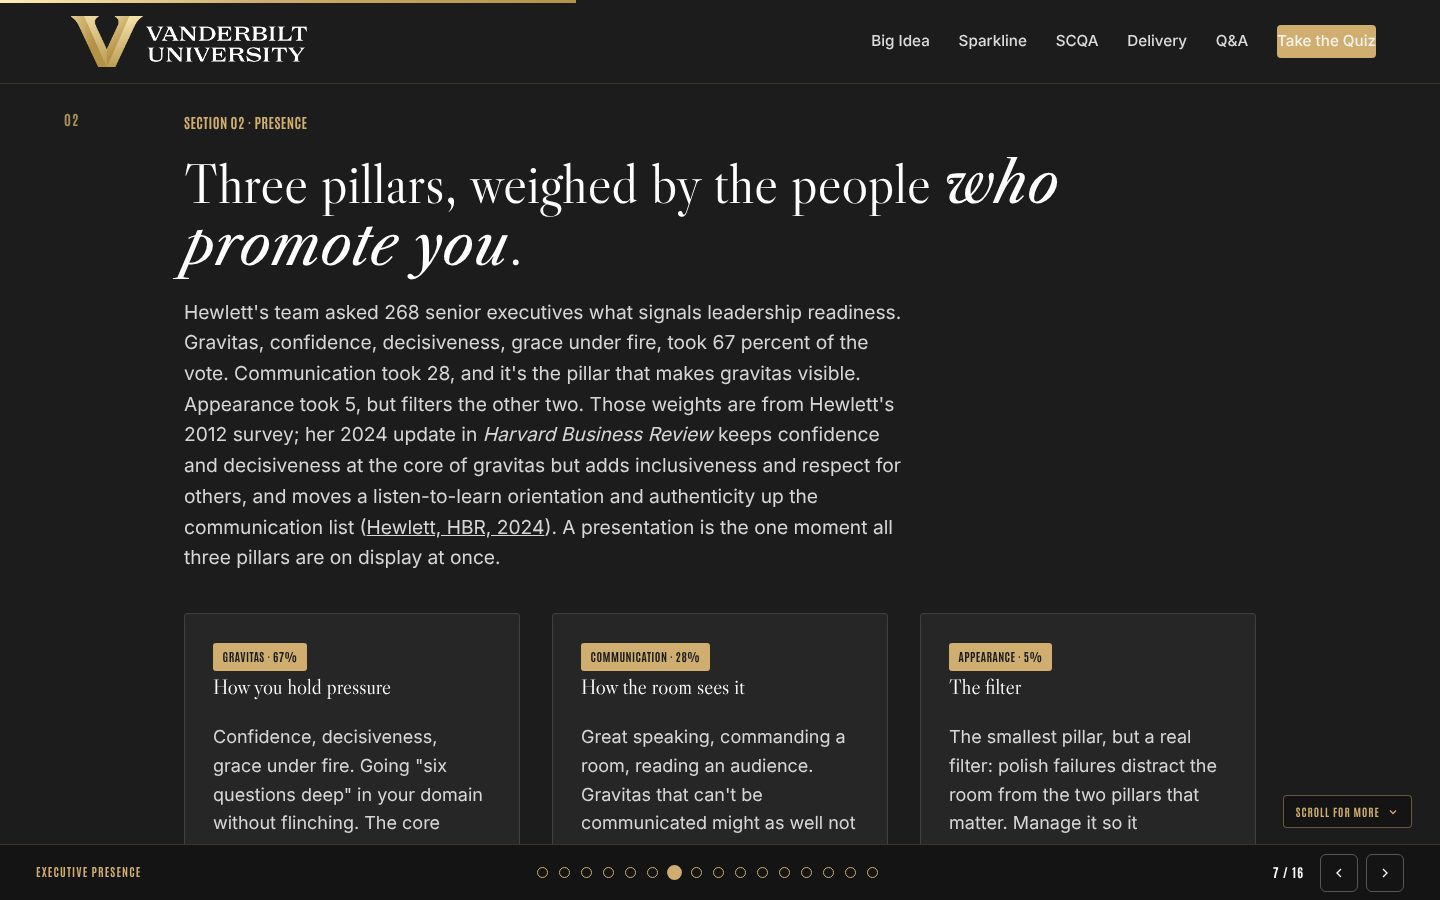 VANDERBILT
UNIVERSITY
Big Idea
Sparkline
SCQA
Delivery
Q&A
Take the Quiz
02
SECTION 02 · PRESENCE
Three pillars, weighed by the people who
promote you.
Hewlett's team asked 268 senior executives what signals leadership readiness.
Gravitas, confidence, decisiveness, grace under fire, took 67 percent of the
vote. Communication took 28, and it's the pillar that makes gravitas visible.
Appearance took 5, but filters the other two. Those weights are from Hewlett's
2012 survey; her 2024 update in Harvard Business Review keeps confidence
and decisiveness at the core of gravitas but adds inclusiveness and respect for
others, and moves a listen-to-learn orientation and authenticity up the
communication list (Hewlett, HBR, 2024). A presentation is the one moment all
three pillars are on display at once.
GRAVITAS · 67%
How you hold pressure
Confidence, decisiveness,
grace under fire. Going "six
questions deep" in your domain
without flinching. The core
COMMUNICATION · 28%
How the room sees it
Great speaking, commanding a
room, reading an audience.
Gravitas that can't be
communicated might as well not
APPEARANCE · 5%
The filter
The smallest pillar, but a real
filter: polish failures distract the
room from the two pillars that
matter. Manage it so it
SCROLL FOR MORE
EXECUTIVE PRESENCE
7 / 16